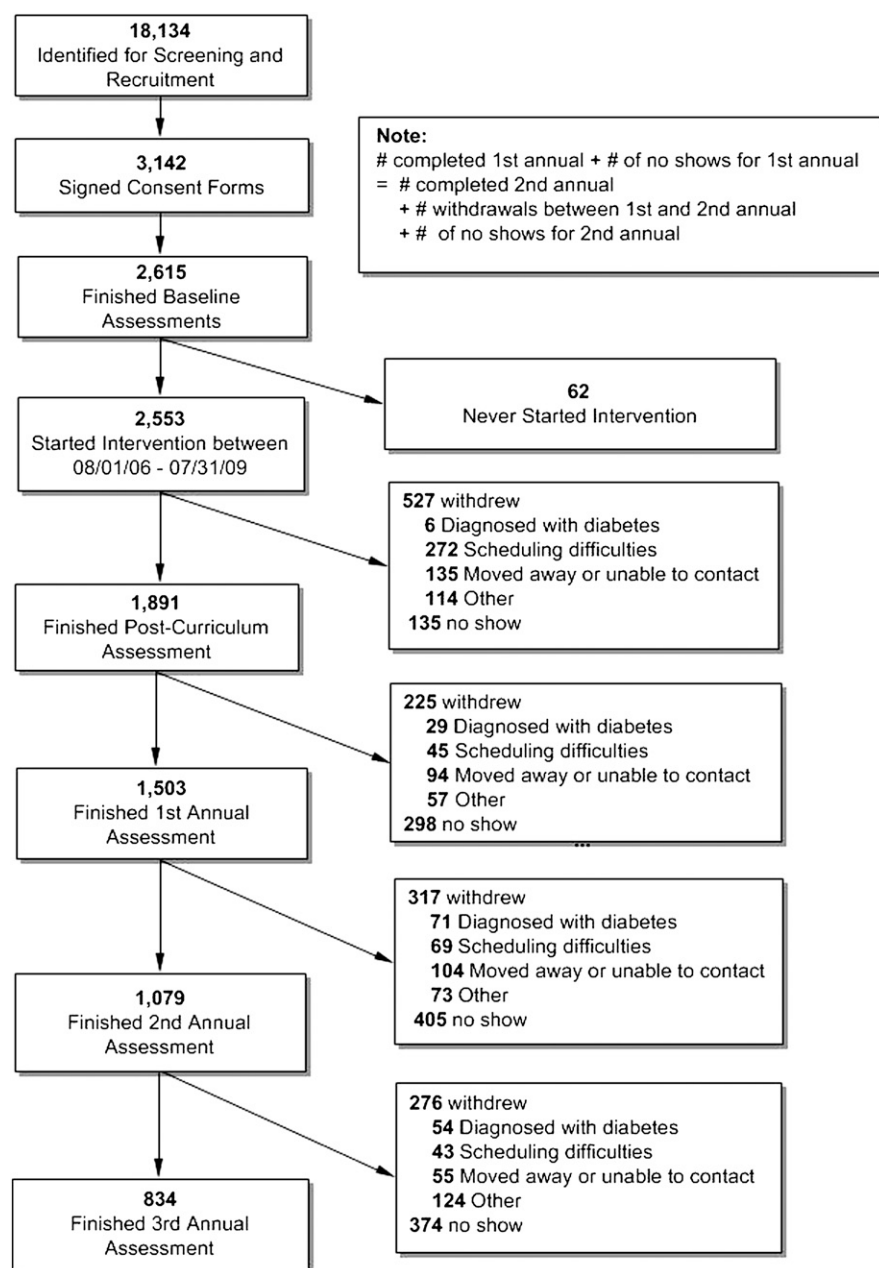 18,134
Identified for Screening and
Recruitment
3,142
Signed Consent Forms
Note:
# completed 1st annual + # of no shows for 1st annual
= # completed 2nd annual
+ # withdrawals between 1st and 2nd annual
+ # of no shows for 2nd annual
2,615
Finished Baseline
Assessments
62
Never Started Intervention
2,553
Started Intervention between
08/01/06 - 07/31/09
527 withdrew
6 Diagnosed with diabetes
272 Scheduling difficulties
135 Moved away or unable to contact
114 Other
135 no show
1,891
Finished Post-Curriculum
Assessment
225 withdrew
29 Diagnosed with diabetes
45 Scheduling difficulties
94 Moved away or unable to contact
57 Other
298 no show
...
1,503
Finished 1st Annual
Assessment
317 withdrew
71 Diagnosed with diabetes
69 Scheduling difficulties
104 Moved away or unable to contact
73 Other
405 no show
1,079
Finished 2nd Annual
Assessment
276 withdrew
54 Diagnosed with diabetes
43 Scheduling difficulties
55 Moved away or unable to contact
124 Other
374 no show
834
Finished 3rd Annual
Assessment